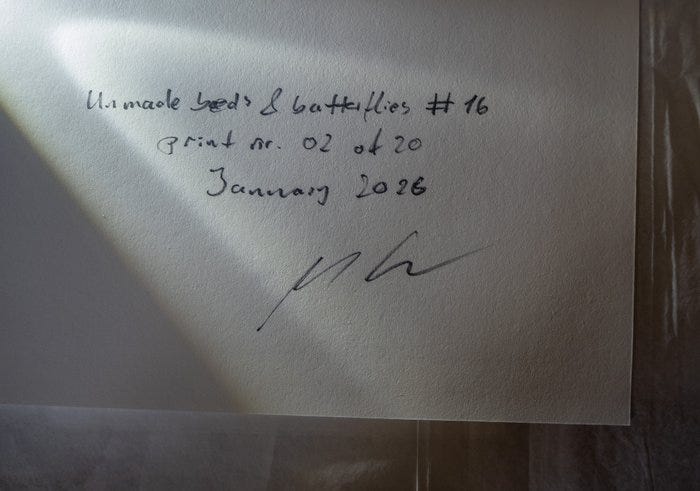 Unmade beds & butterflies # 16
print nr. 02 of 20
January 2026